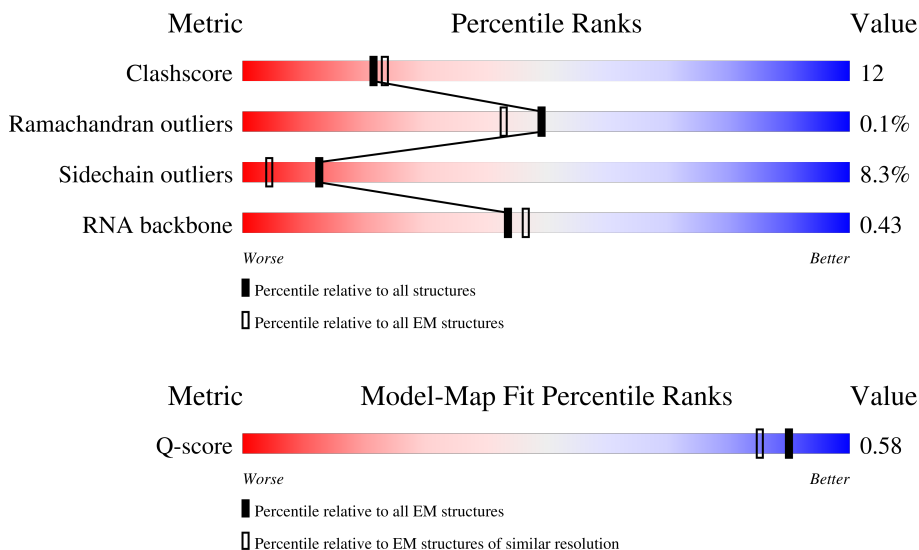 Metric Percentile Ranks Value
Clashscore 12
Ramachandran outliers 0.1%
Sidechain outliers 8.3%
RNA backbone 0.43
Worse Better
Percentile relative to all structures
Percentile relative to all EM structures
Metric Model-Map Fit Percentile Ranks Value
Q-score 0.58
Worse Better
Percentile relative to all EM structures
Percentile relative to EM structures of similar resolution